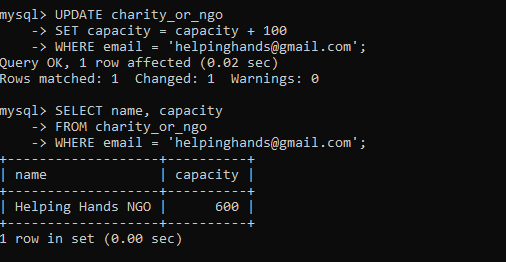 mysql> UPDATE charity_or_ngo
    -> SET capacity = capacity + 100
    -> WHERE email = 'helpinghands@gmail.com';
Query OK, 1 row affected (0.02 sec)
Rows matched: 1  Changed: 1  Warnings: 0

mysql> SELECT name, capacity
    -> FROM charity_or_ngo
    -> WHERE email = 'helpinghands@gmail.com';
+-------------------+----------+
| name              | capacity |
+-------------------+----------+
| Helping Hands NGO |      600 |
+-------------------+----------+
1 row in set (0.00 sec)